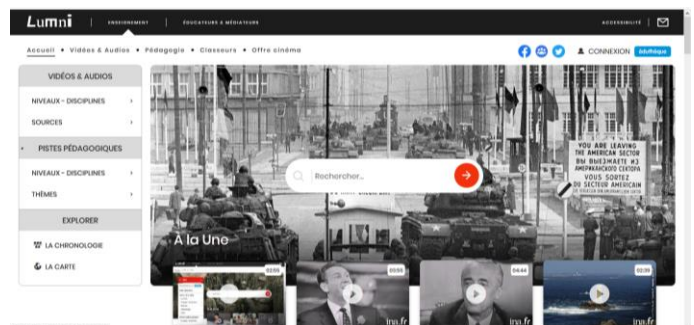 Lumni
ENSEIGNEMENT
ÉDUCATEURS & MÉDIATEURS
ACCESSIBILITÉ
Accueil • Vidéos & Audios • Pédagogie • Classeurs • Offre cinéma
CONNEXION
éduthèque
VIDÉOS & AUDIOS
NIVEAUX - DISCIPLINES
SOURCES
PISTES PÉDAGOGIQUES
NIVEAUX - DISCIPLINES
THÈMES
EXPLORER
LA CHRONOLOGIE
LA CARTE
YOU ARE LEAVING
THE AMERICAN SECTOR
ВЫ ВЫЕЗЖАЕТЕ ИЗ
АМЕРИКАНСКОГО СЕКТОРА
VOUS SORTEZ
DU SECTEUR AMERICAIN
Rechercher...
À la Une
02:55
04:44
02:39
ina.fr
ina.fr
ina.fr